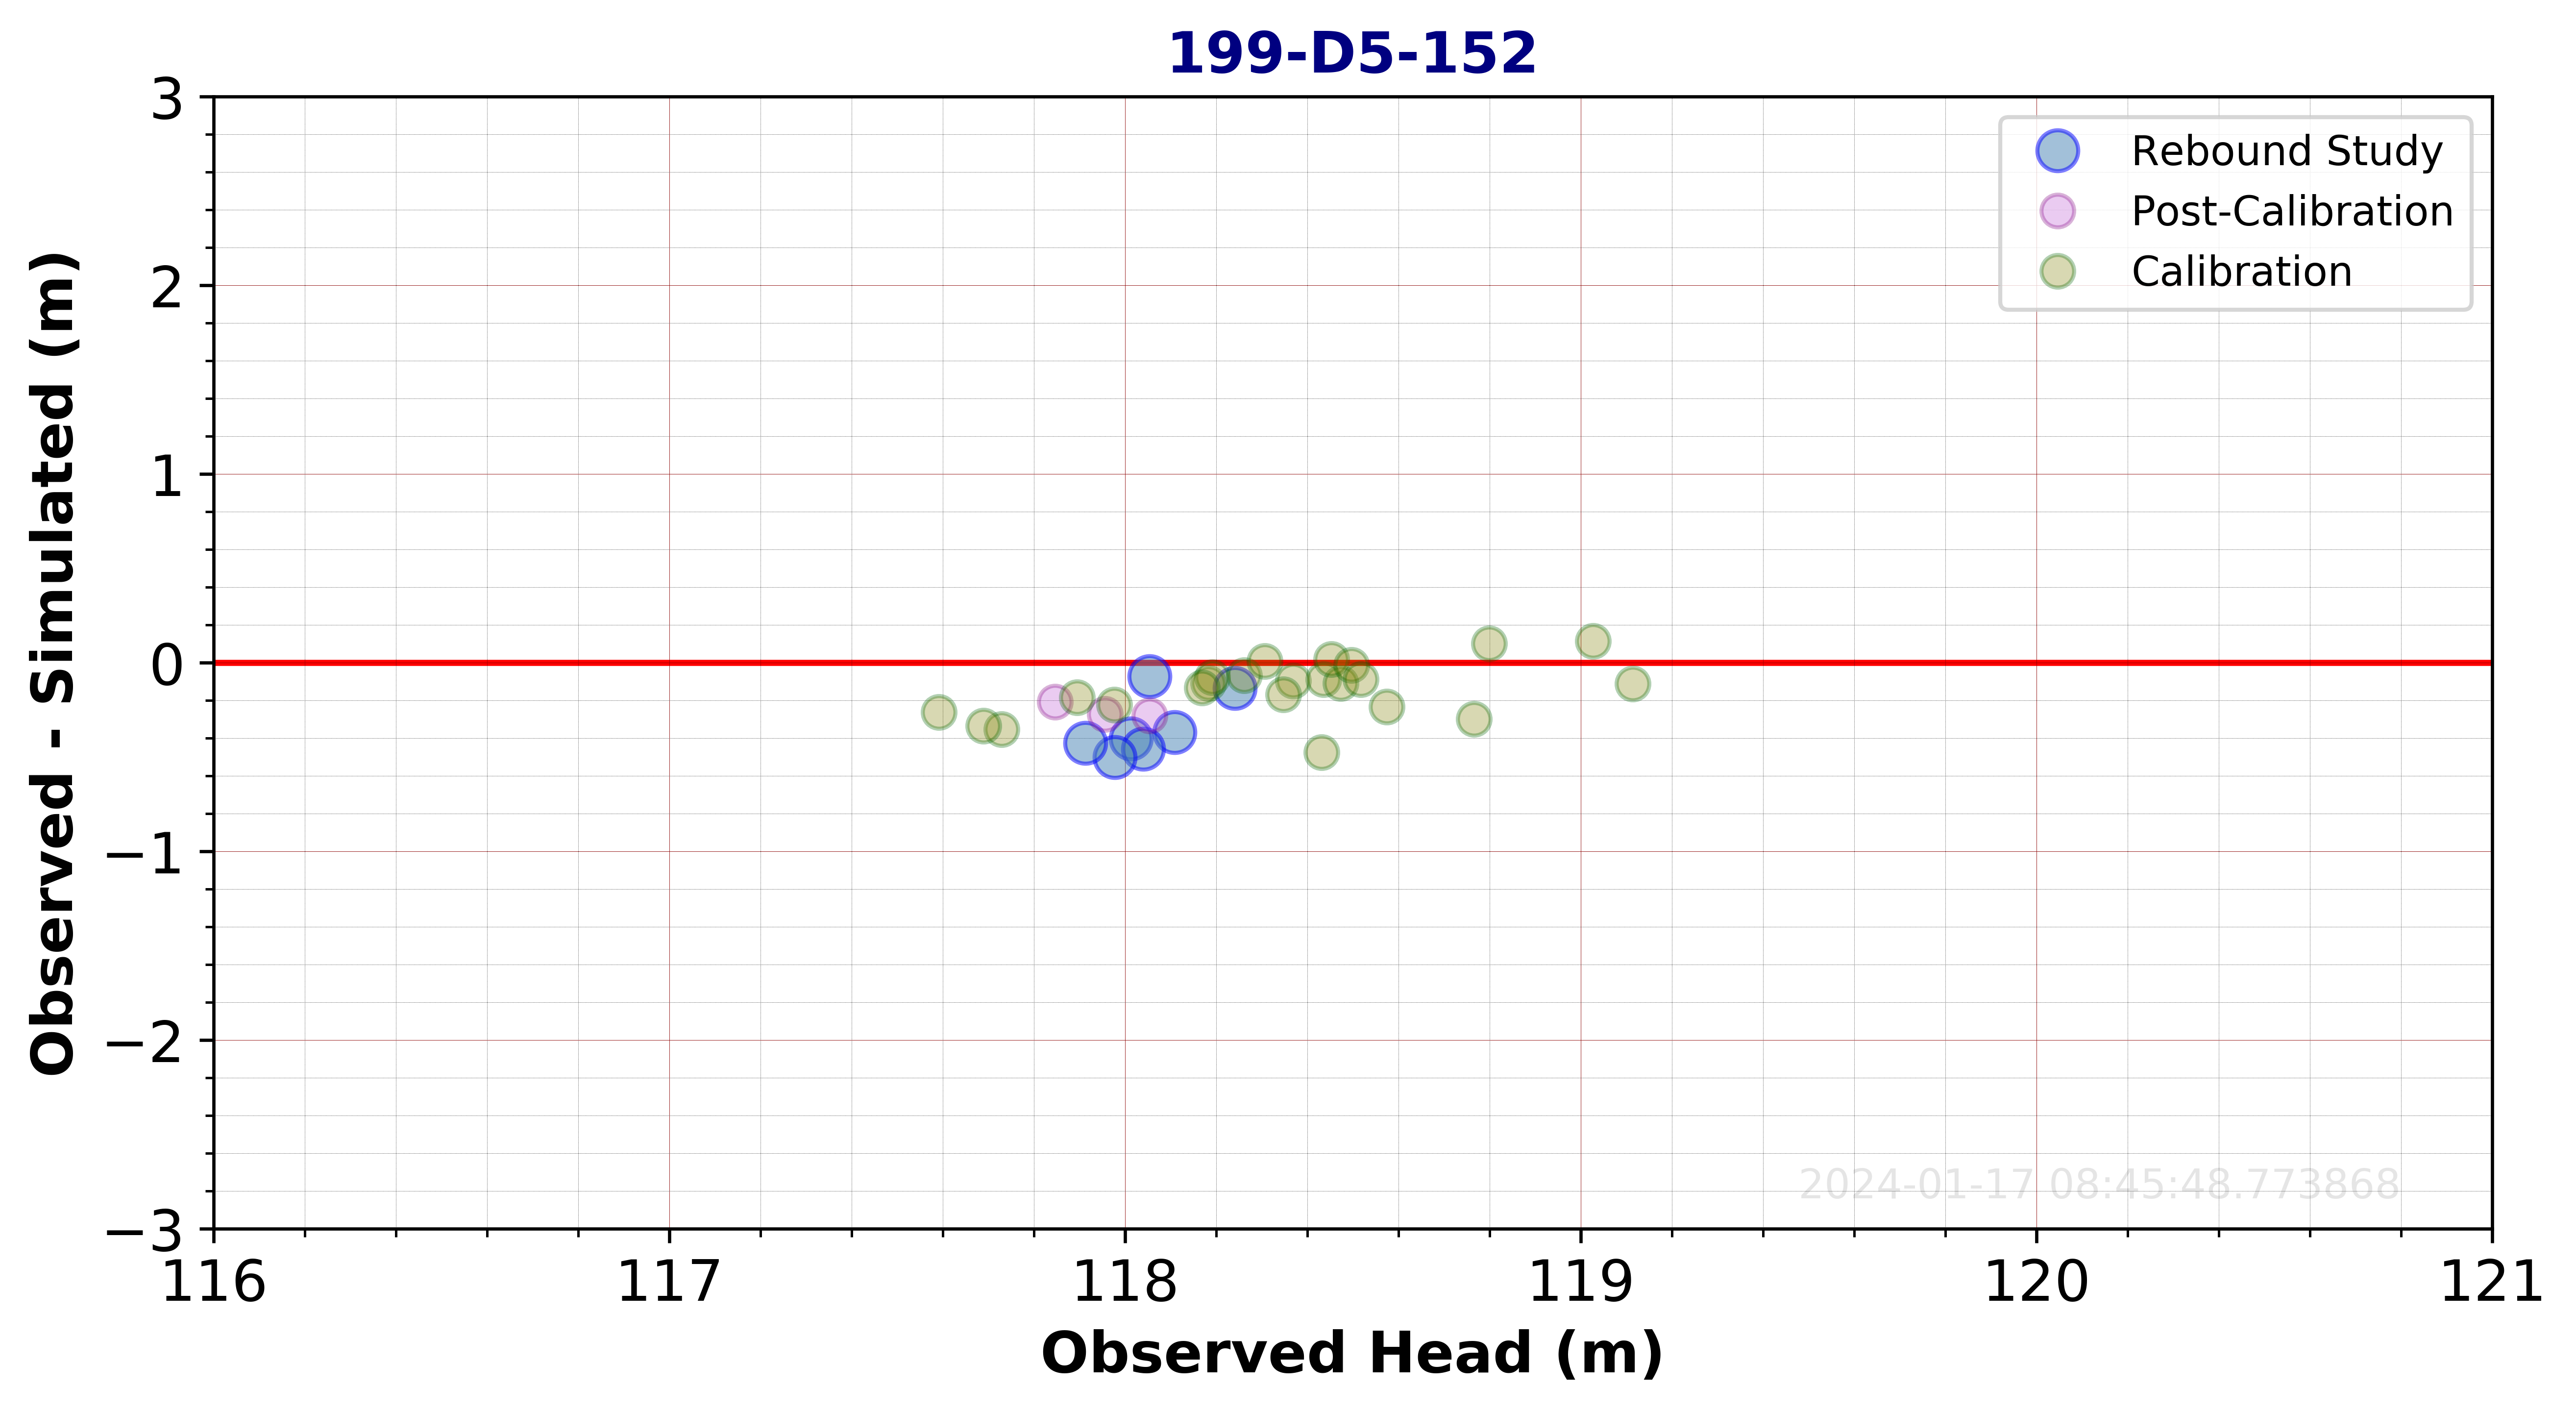 199-D5-152
3
2
1
0
−1
−2
−3
Observed - Simulated (m)
Rebound Study
Post-Calibration
Calibration
2024-01-17 08:45:48.773868
116 117 118 119 120 121
Observed Head (m)